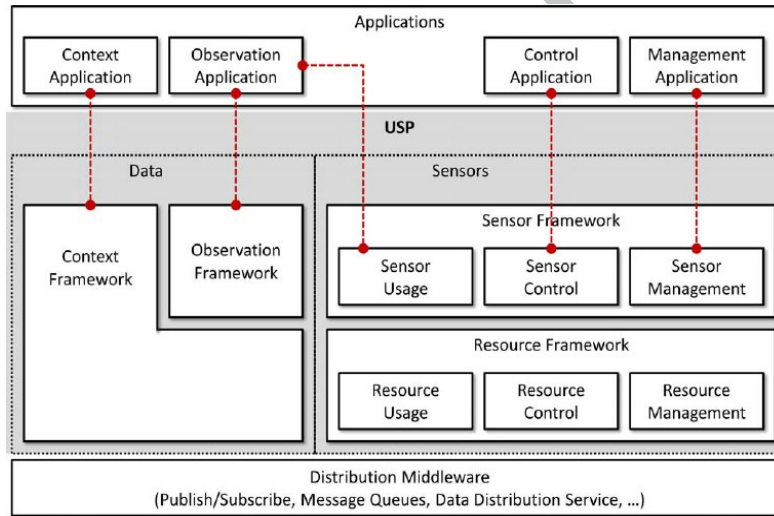 Applications
Context
Application
Observation
Application
Control
Application
Management
Application
USP
Data
Sensors
Context
Framework
Observation
Framework
Sensor Framework
Sensor
Usage
Sensor
Control
Sensor
Management
Resource Framework
Resource
Usage
Resource
Control
Resource
Management
Distribution Middleware
(Publish/Subscribe, Message Queues, Data Distribution Service, ...)